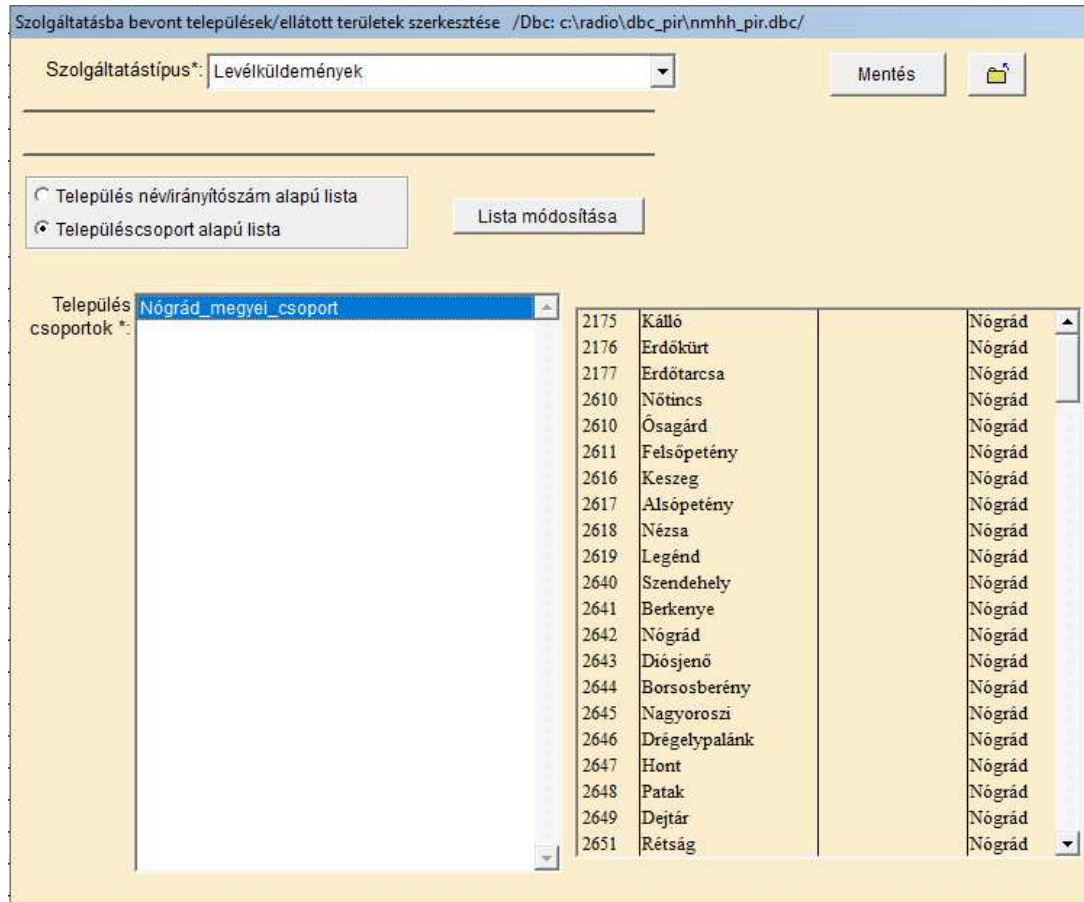 Szolgáltatásba bevont települések/ellátott területek szerkesztése /Dbc: c:\radio\dbc_pir\nmhh_pir.dbc/
Szolgáltatástípus*: Levélküldemények
Mentés
Település név/irányítószám alapú lista
Településcsoport alapú lista
Lista módosítása
Település csoportok *:
Nógrád_megyei_csoport
2175 Kálló Nógrád
2176 Erdőkürt Nógrád
2177 Erdőtarcsa Nógrád
2610 Nőtincs Nógrád
2610 Ősagárd Nógrád
2611 Felsőpetény Nógrád
2616 Keszeg Nógrád
2617 Alsópetény Nógrád
2618 Nézsa Nógrád
2619 Legénd Nógrád
2640 Szendehely Nógrád
2641 Berkenye Nógrád
2642 Nógrád Nógrád
2643 Diósjenő Nógrád
2644 Borsosberény Nógrád
2645 Nagyoroszi Nógrád
2646 Drégelypalánk Nógrád
2647 Hont Nógrád
2648 Patak Nógrád
2649 Dejtár Nógrád
2651 Rétság Nógrád